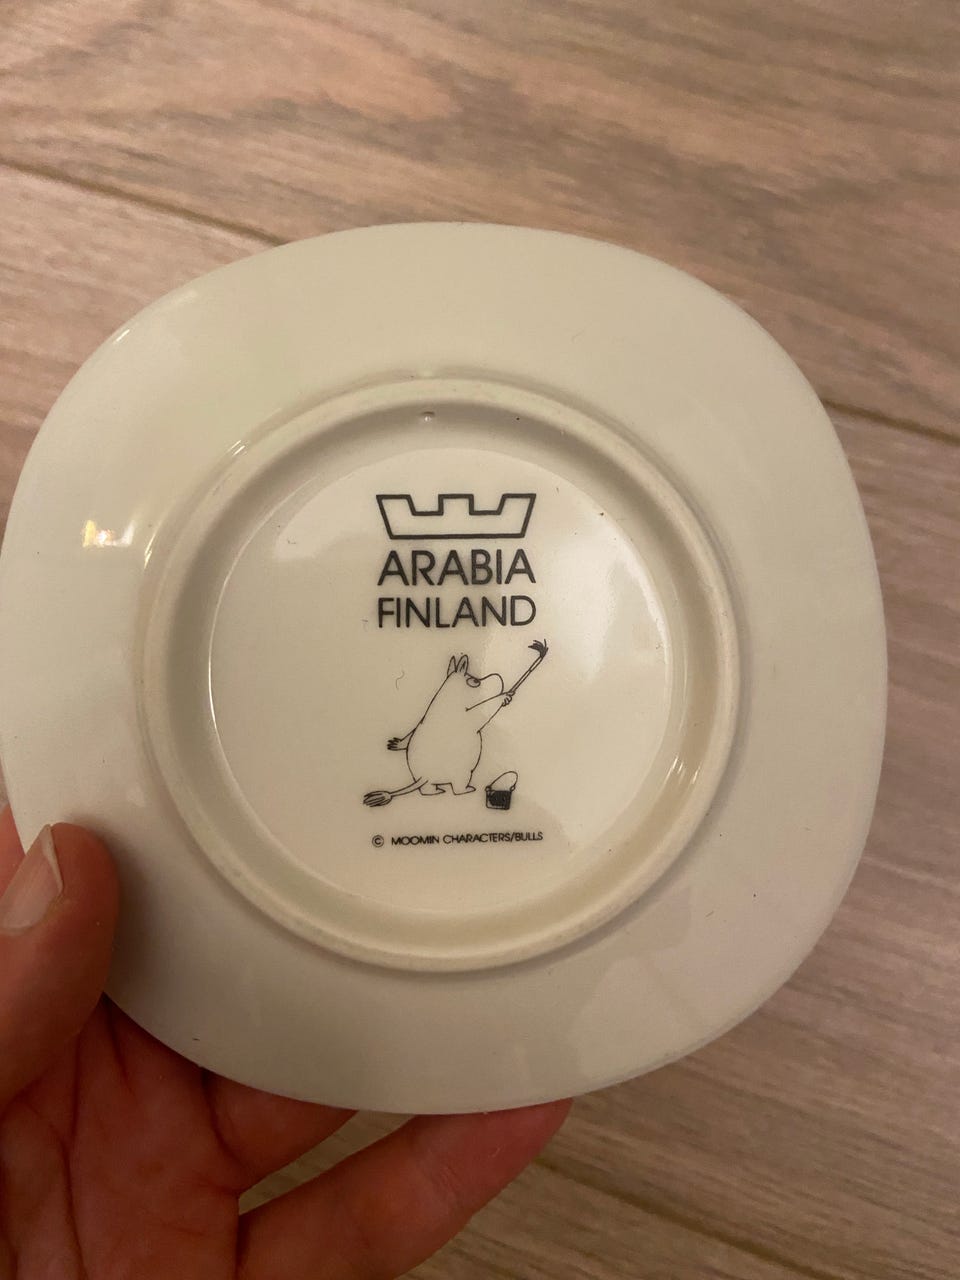 ARABIA
FINLAND
© MOOMIN CHARACTERS/BULLS